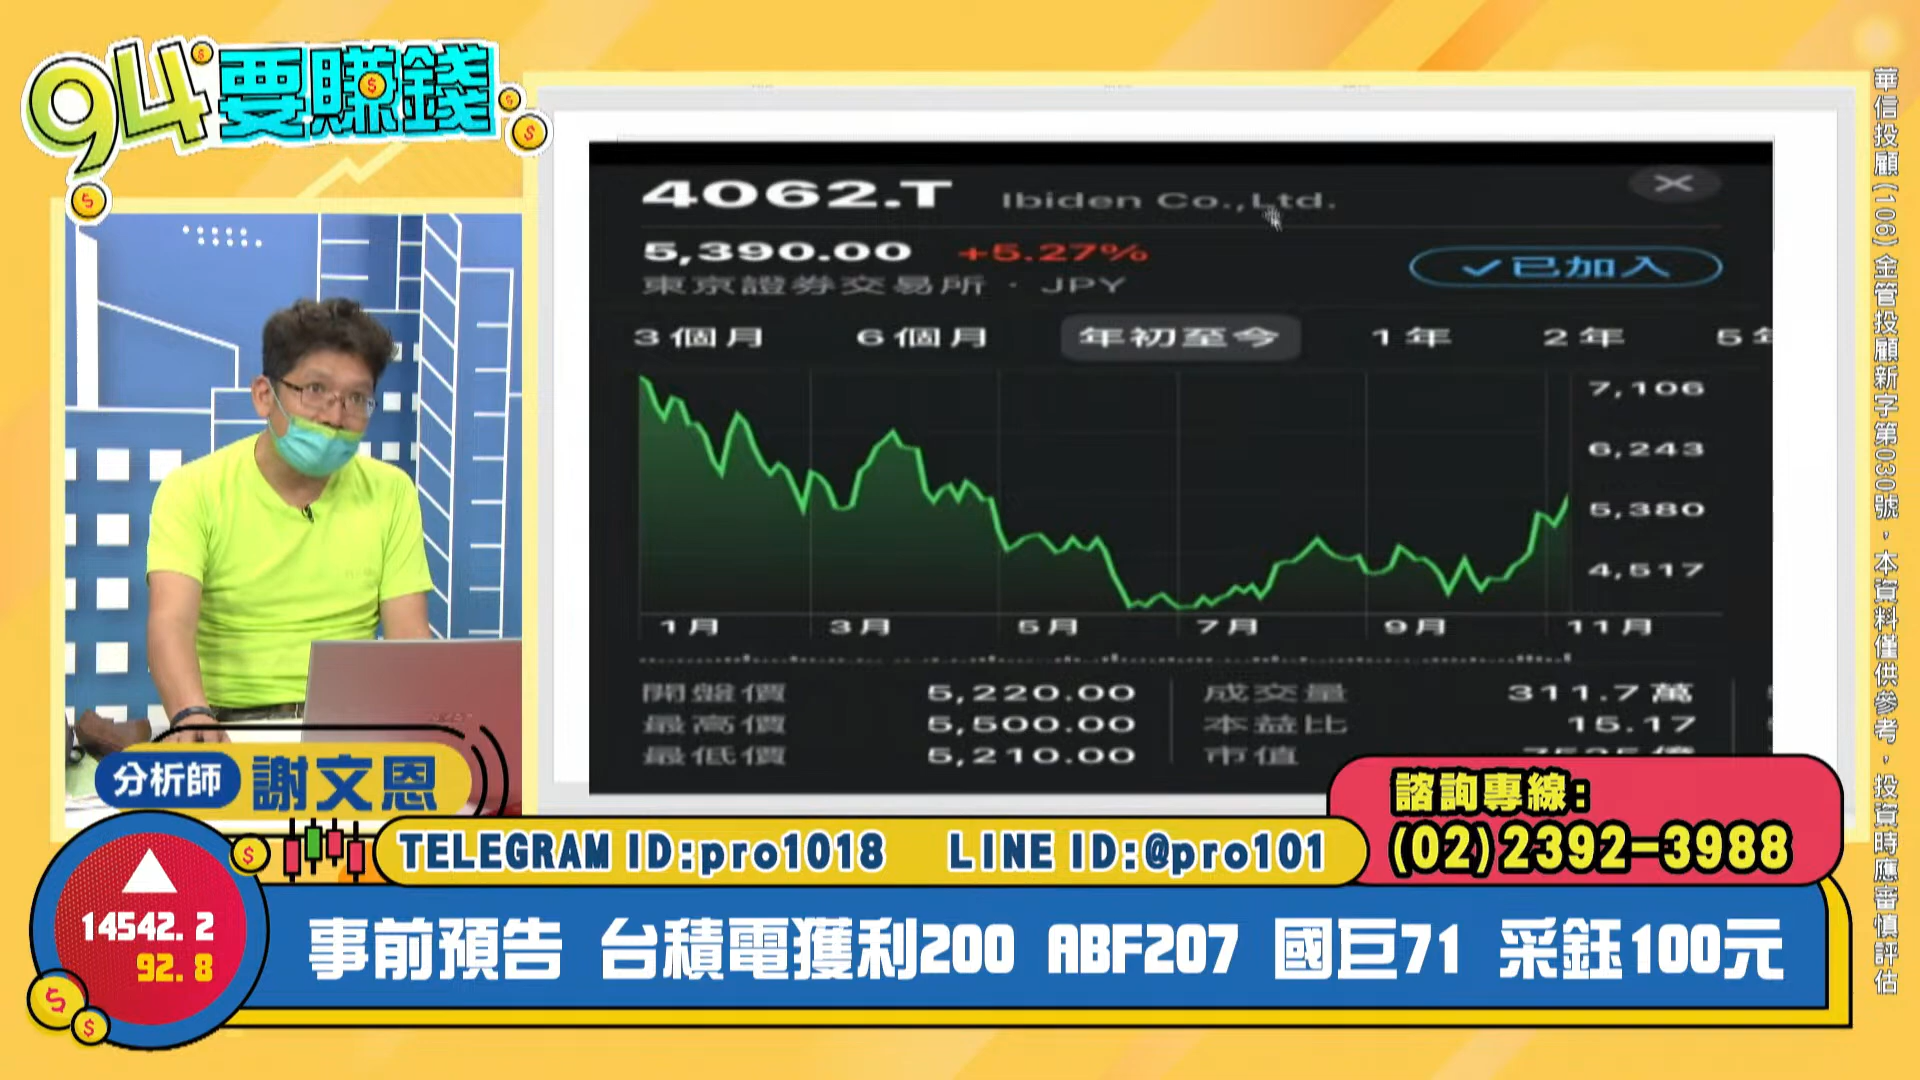 94要賺錢
4062.T Ibiden Co.,Ltd.
5,390.00 +5.27%
已加入
東京證券交易所 · JPY
3個月 6個月 年初至今 1年 2年
7,106
6,243
5,380
4,517
1月 3月 5月 7月 9月 11月
開盤價 5,220.00 成交量 311.7萬
最高價 5,500.00 本益比 15.17
最低價 5,210.00 市值
分析師 謝文恩
諮詢專線:
(02)2392-3988
TELEGRAM ID:pro1018 LINE ID:@pro101
14542.2
92.8
事前預告 台積電獲利200 ABF207 國巨71 采鈺100元
華信投顧(106)金管投顧新字第030號，本資料僅供參考，投資時應審慎評估